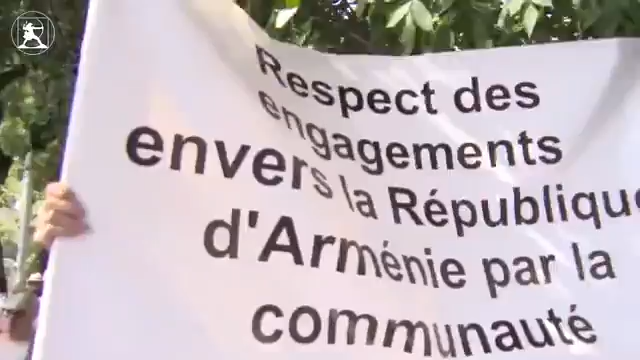 Respect des
engagements
envers la République
d'Arménie par la
communauté